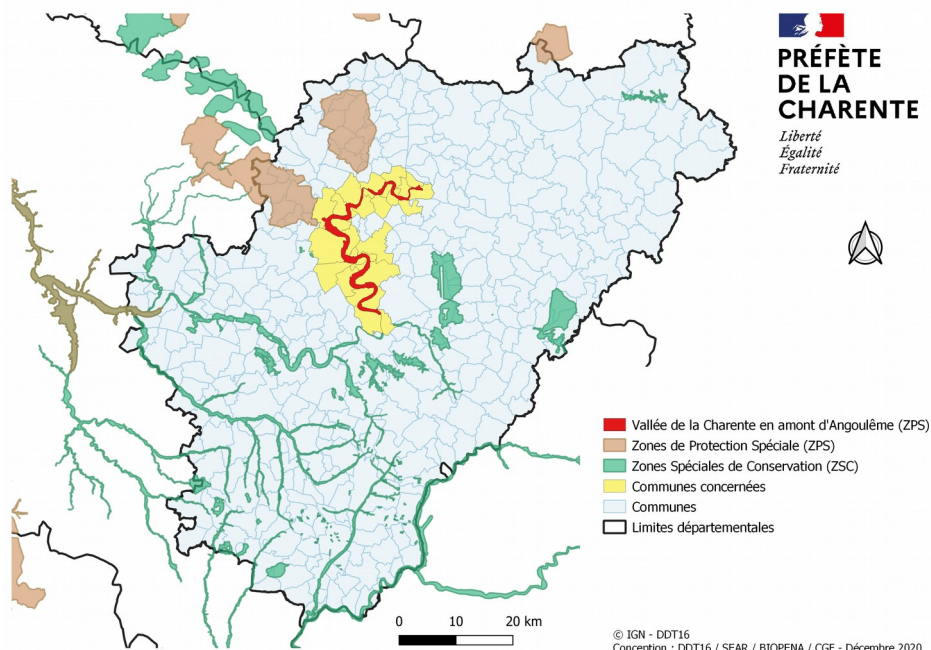 PRÉFÈTE
DE LA
CHARENTE
Liberté
Égalité
Fraternité
Vallée de la Charente en amont d'Angoulême (ZPS)
Zones de Protection Spéciale (ZPS)
Zones Spéciales de Conservation (ZSC)
Communes concernées
Communes
Limites départementales
0 10 20 km
© IGN - DDT16
Conception : DDT16 / SEAR / BIOPENA / CGF - Décembre 2020